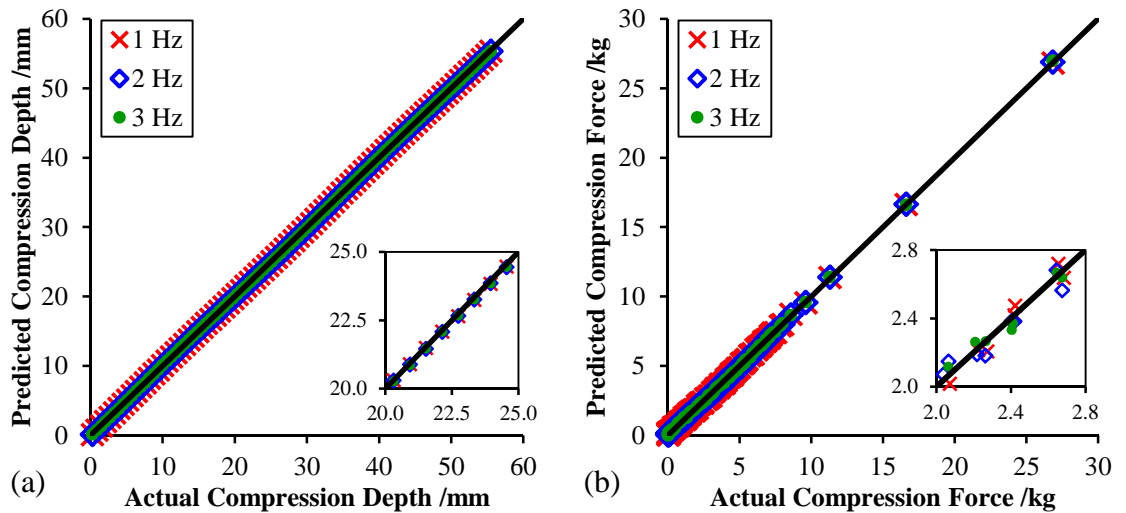 Predicted Compression Depth /mm
60
50
40
30
20
10
0
1 Hz
2 Hz
3 Hz
25.0
22.5
20.0
20.0 22.5 25.0
0 10 20 30 40 50 60
(a) Actual Compression Depth /mm
Predicted Compression Force /kg
30
25
20
15
10
5
0
1 Hz
2 Hz
3 Hz
2.8
2.4
2.0
2.0 2.4 2.8
0 5 10 15 20 25 30
(b) Actual Compression Force /kg